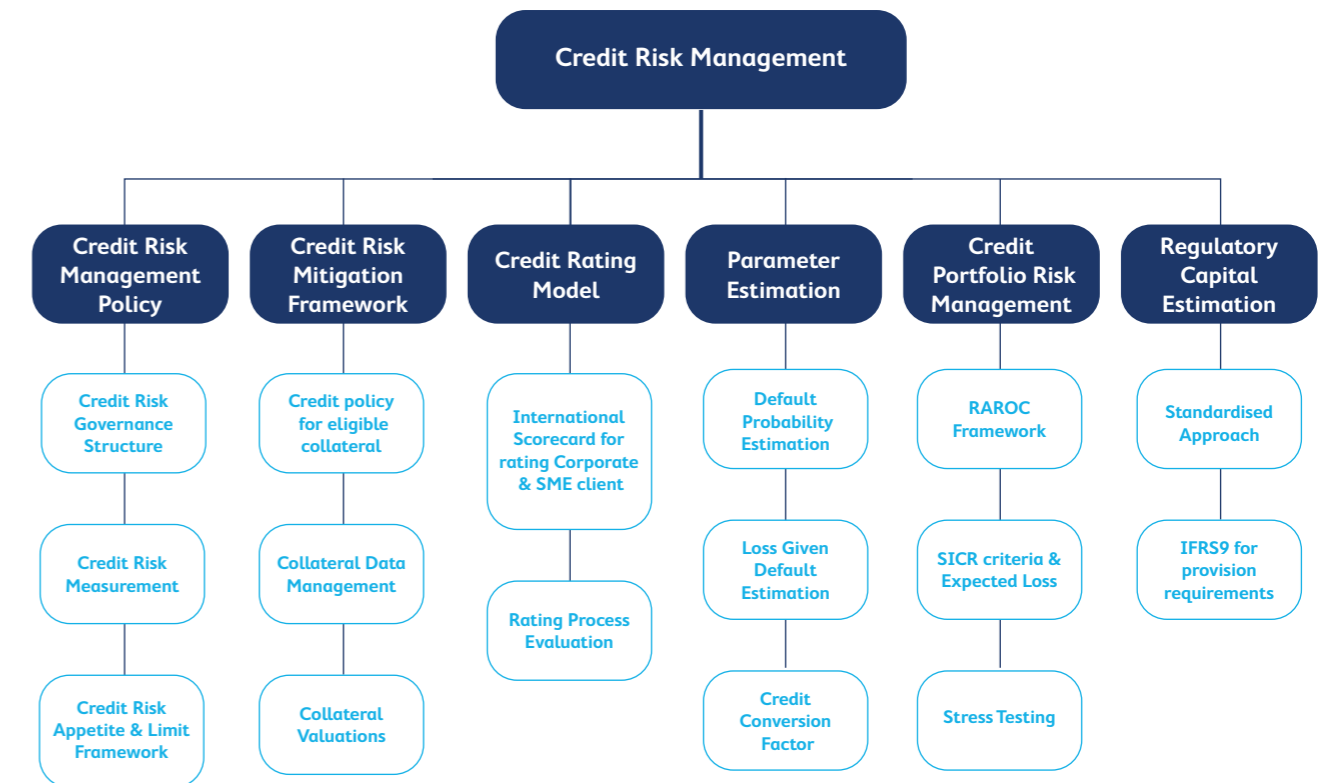 Credit Risk Management
Credit Risk
Management
Policy
Credit Risk
Mitigation
Framework
Credit Rating
Model
Parameter
Estimation
Credit
Portfolio Risk
Management
Regulatory
Capital
Estimation
Credit Risk
Governance
Structure
Credit policy
for eligible
collateral
International
Scorecard for
rating Corporate
& SME client
Default
Probability
Estimation
RAROC
Framework
Standardised
Approach
Credit Risk
Measurement
Collateral Data
Management
Rating Process
Evaluation
Loss Given
Default
Estimation
SICR criteria &
Expected Loss
IFRS9 for
provision
requirements
Credit Risk
Appetite & Limit
Framework
Collateral
Valuations
Credit
Conversion
Factor
Stress Testing